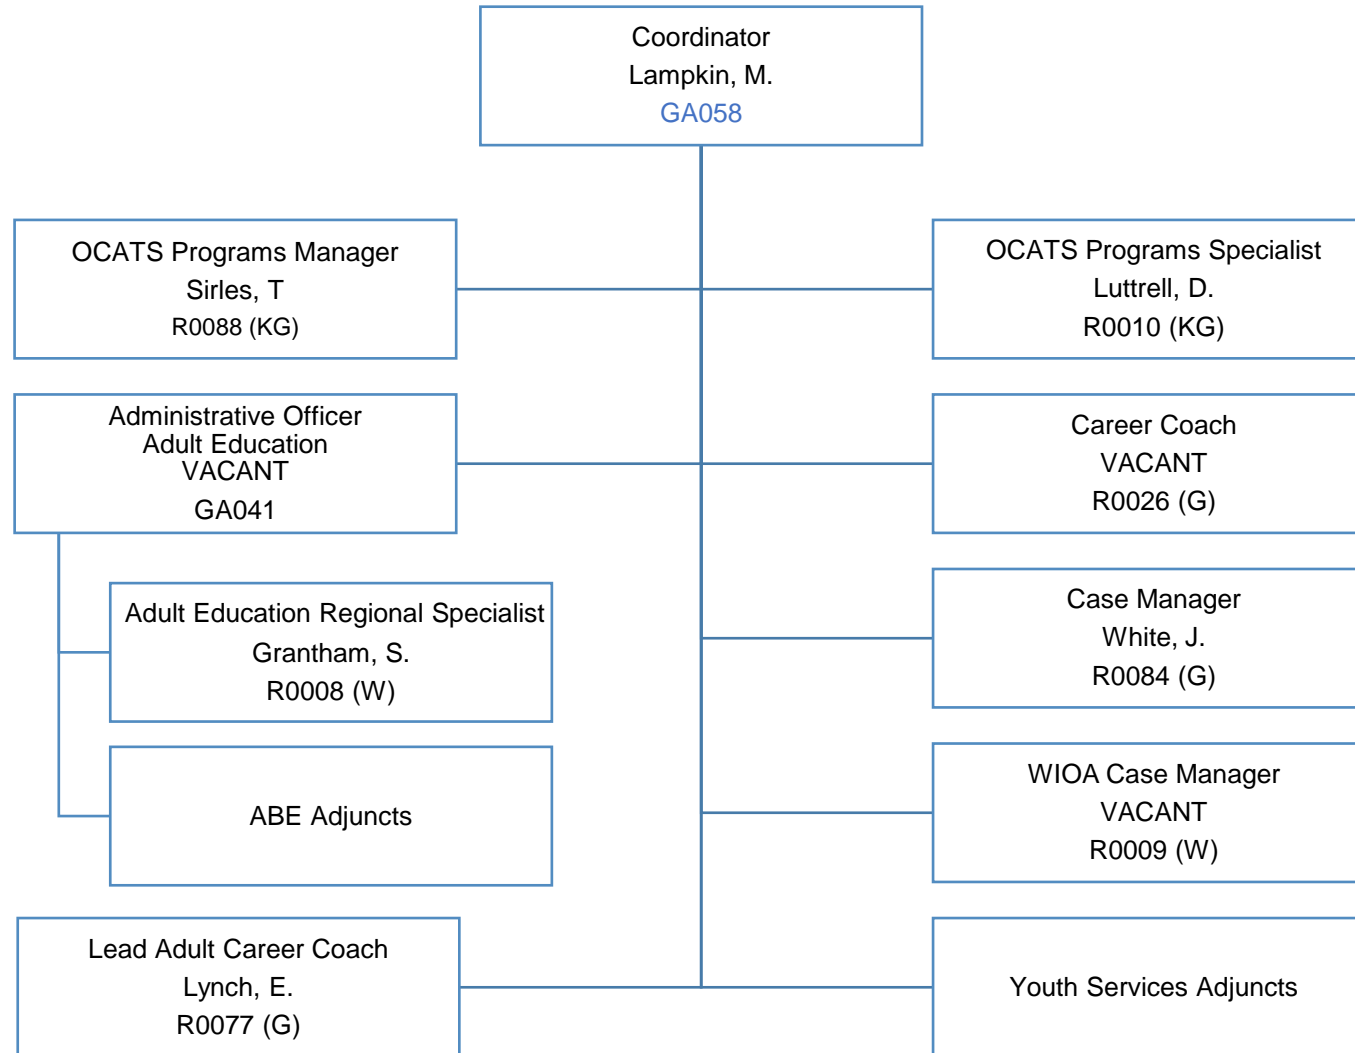 Coordinator
Lampkin, M.
GA058
OCATS Programs Manager
Sirles, T
R0088 (KG)
OCATS Programs Specialist
Luttrell, D.
R0010 (KG)
Administrative Officer
Adult Education
VACANT
GA041
Career Coach
VACANT
R0026 (G)
Adult Education Regional Specialist
Grantham, S.
R0008 (W)
Case Manager
White, J.
R0084 (G)
ABE Adjuncts
WIOA Case Manager
VACANT
R0009 (W)
Lead Adult Career Coach
Lynch, E.
R0077 (G)
Youth Services Adjuncts